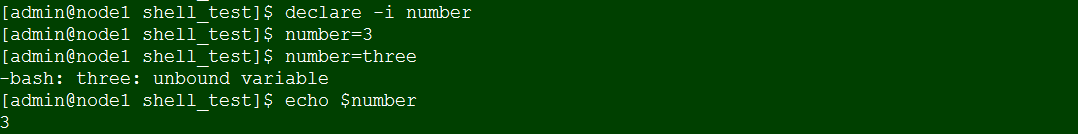 [admin@node1 shell_test]$ declare -i number
[admin@node1 shell_test]$ number=3
[admin@node1 shell_test]$ number=three
-bash: three: unbound variable
[admin@node1 shell_test]$ echo $number
3